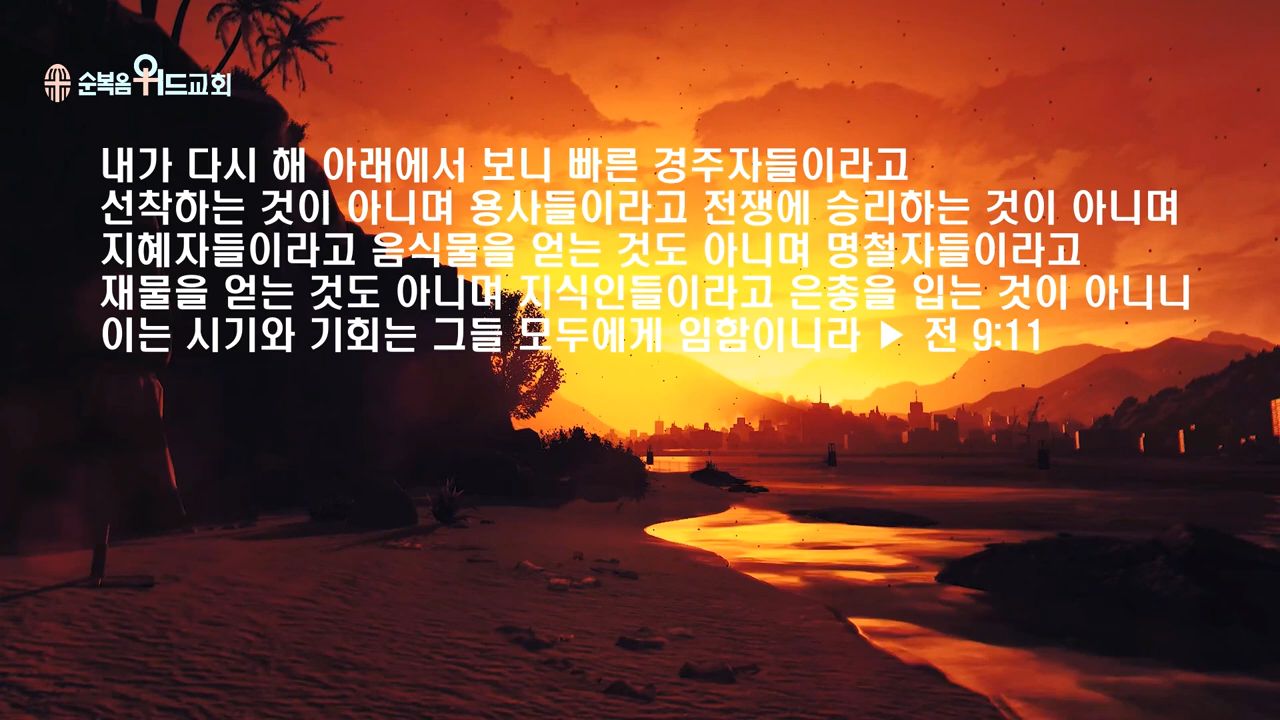 순복음워드교회
내가 다시 해 아래에서 보니 빠른 경주자들이라고
선착하는 것이 아니며 용사들이라고 전쟁에 승리하는 것이 아니며
지혜자들이라고 음식물을 얻는 것도 아니며 명철자들이라고
재물을 얻는 것도 아니며 지식인들이라고 은총을 입는 것이 아니니
이는 시기와 기회는 그들 모두에게 임함이니라 ▶ 전 9:11